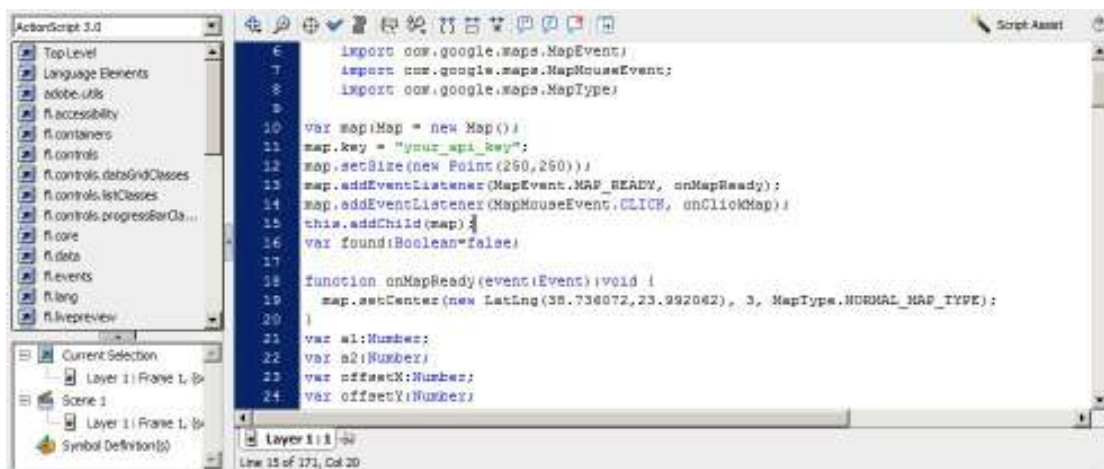 ActionScript 3.0
Top Level
Language Elements
adobe.utils
fl.accessibility
fl.containers
fl.controls
fl.controls.dataGridClasses
fl.controls.listClasses
fl.controls.progressBarCla...
fl.core
fl.data
fl.events
fl.lang
fl.livepreview
Current Selection
Layer 1 : Frame 1,
Scene 1
Layer 1 : Frame 1,
Symbol Definition(s)
Script Assist
6 import com.google.maps.MapEvent;
7 import com.google.maps.MapMouseEvent;
8 import com.google.maps.MapType;
9
10 var map:Map = new Map();
11 map.key = "your_api_key";
12 map.setSize(new Point(250,250));
13 map.addEventListener(MapEvent.MAP_READY, onMapReady);
14 map.addEventListener(MapMouseEvent.CLICK, onClickMap);
15 this.addChild(map);
16 var found:Boolean=false;
17
18 function onMapReady(event:Event):void {
19 map.setCenter(new LatLng(38.736072,23.992062), 3, MapType.NORMAL_MAP_TYPE);
20 }
21 var a1:Number;
22 var a2:Number;
23 var offsetX:Number;
24 var offsetY:Number;
Layer 1 : 1
Line 15 of 171, Col 20